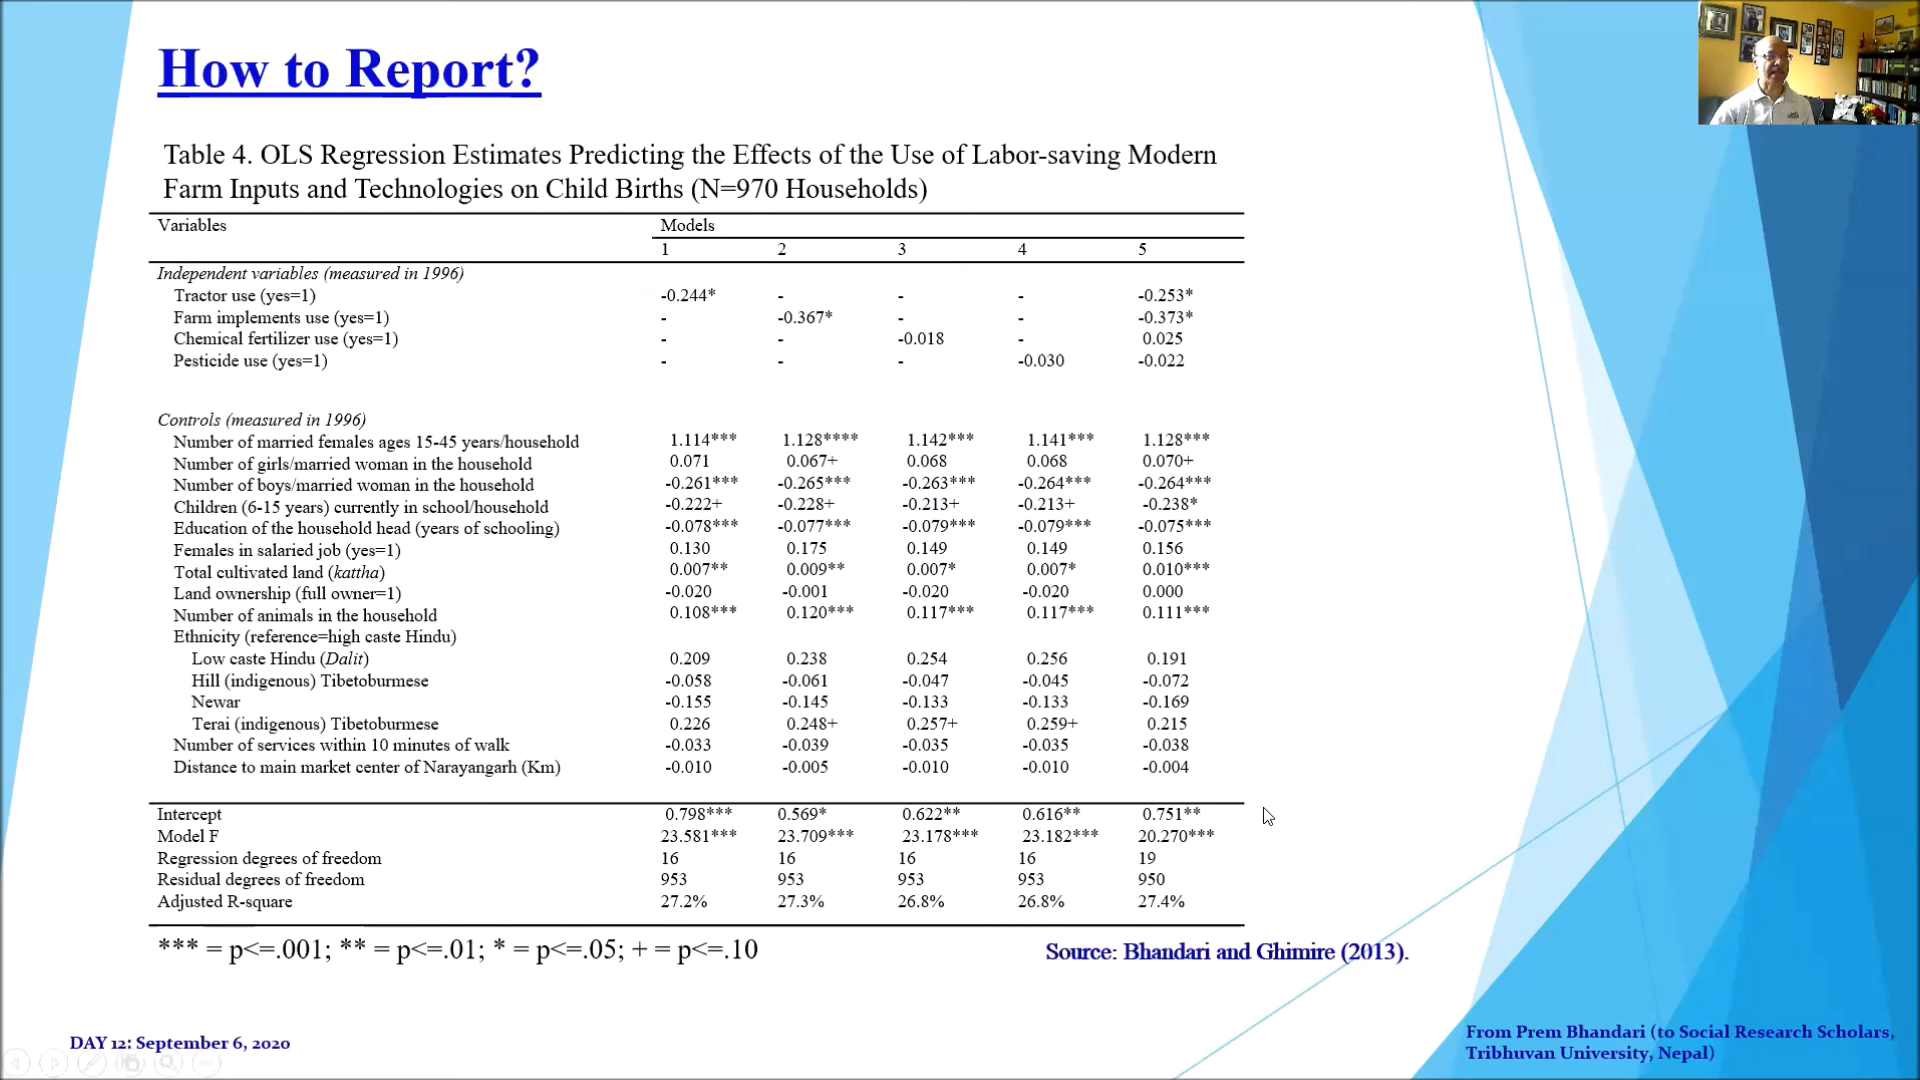 How to Report?
Table 4. OLS Regression Estimates Predicting the Effects of the Use of Labor-saving Modern
Farm Inputs and Technologies on Child Births (N=970 Households)
Variables Models
1 2 3 4 5
Independent variables (measured in 1996)
Tractor use (yes=1) -0.244* - - - -0.253*
Farm implements use (yes=1) - -0.367* - - -0.373*
Chemical fertilizer use (yes=1) - - -0.018 - 0.025
Pesticide use (yes=1) - - - -0.030 -0.022
Controls (measured in 1996)
Number of married females ages 15-45 years/household 1.114*** 1.128**** 1.142*** 1.141*** 1.128***
Number of girls/married woman in the household 0.071 0.067+ 0.068 0.068 0.070+
Number of boys/married woman in the household -0.261*** -0.265*** -0.263*** -0.264*** -0.264***
Children (6-15 years) currently in school/household -0.222+ -0.228+ -0.213+ -0.213+ -0.238*
Education of the household head (years of schooling) -0.078*** -0.077*** -0.079*** -0.079*** -0.075***
Females in salaried job (yes=1) 0.130 0.175 0.149 0.149 0.156
Total cultivated land (kattha) 0.007** 0.009** 0.007* 0.007* 0.010***
Land ownership (full owner=1) -0.020 -0.001 -0.020 -0.020 0.000
Number of animals in the household 0.108*** 0.120*** 0.117*** 0.117*** 0.111***
Ethnicity (reference=high caste Hindu)
Low caste Hindu (Dalit) 0.209 0.238 0.254 0.256 0.191
Hill (indigenous) Tibetoburmese -0.058 -0.061 -0.047 -0.045 -0.072
Newar -0.155 -0.145 -0.133 -0.133 -0.169
Terai (indigenous) Tibetoburmese 0.226 0.248+ 0.257+ 0.259+ 0.215
Number of services within 10 minutes of walk -0.033 -0.039 -0.035 -0.035 -0.038
Distance to main market center of Narayangarh (Km) -0.010 -0.005 -0.010 -0.010 -0.004
Intercept 0.798*** 0.569* 0.622** 0.616** 0.751**
Model F 23.581*** 23.709*** 23.178*** 23.182*** 20.270***
Regression degrees of freedom 16 16 16 16 19
Residual degrees of freedom 953 953 953 953 950
Adjusted R-square 27.2% 27.3% 26.8% 26.8% 27.4%
*** = p<=.001; ** = p<=.01; * = p<=.05; + = p<=.10
Source: Bhandari and Ghimire (2013).
DAY 12: September 6, 2020
From Prem Bhandari (to Social Research Scholars,
Tribhuvan University, Nepal)